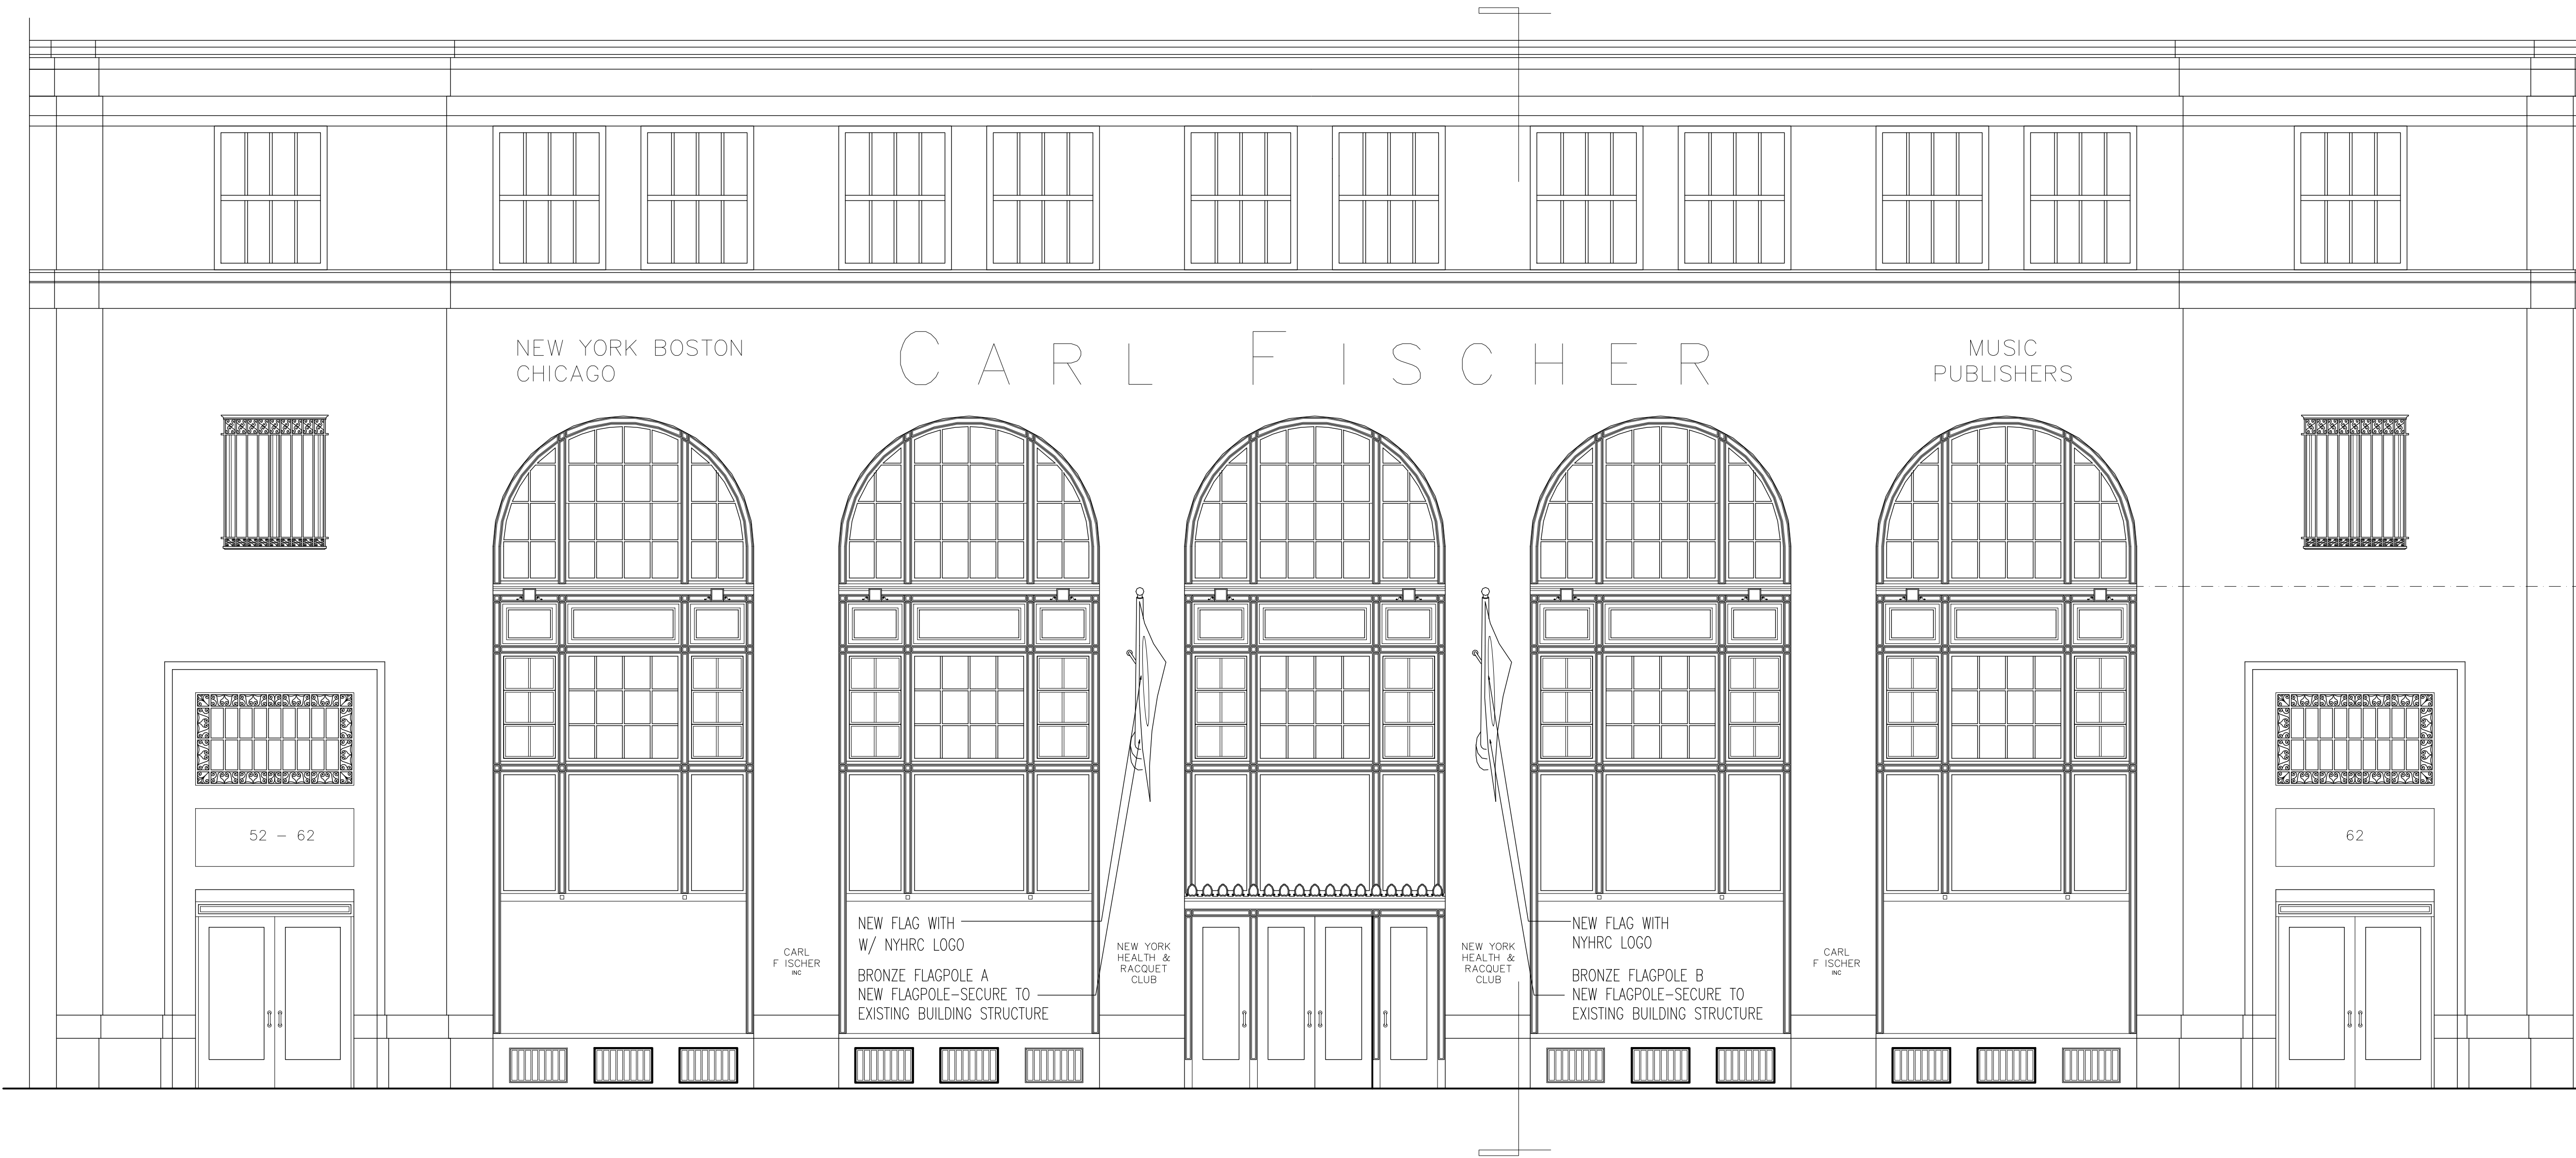 NEW YORK BOSTON
CHICAGO
CARL FISCHER
MUSIC
PUBLISHERS
52 – 62
62
NEW FLAG WITH
W/ NYHRC LOGO
BRONZE FLAGPOLE A
NEW FLAGPOLE–SECURE TO
EXISTING BUILDING STRUCTURE
CARL
F ISCHER
INC
NEW YORK
HEALTH &
RACQUET
CLUB
NEW YORK
HEALTH &
RACQUET
CLUB
NEW FLAG WITH
NYHRC LOGO
BRONZE FLAGPOLE B
NEW FLAGPOLE–SECURE TO
EXISTING BUILDING STRUCTURE
CARL
F ISCHER
INC